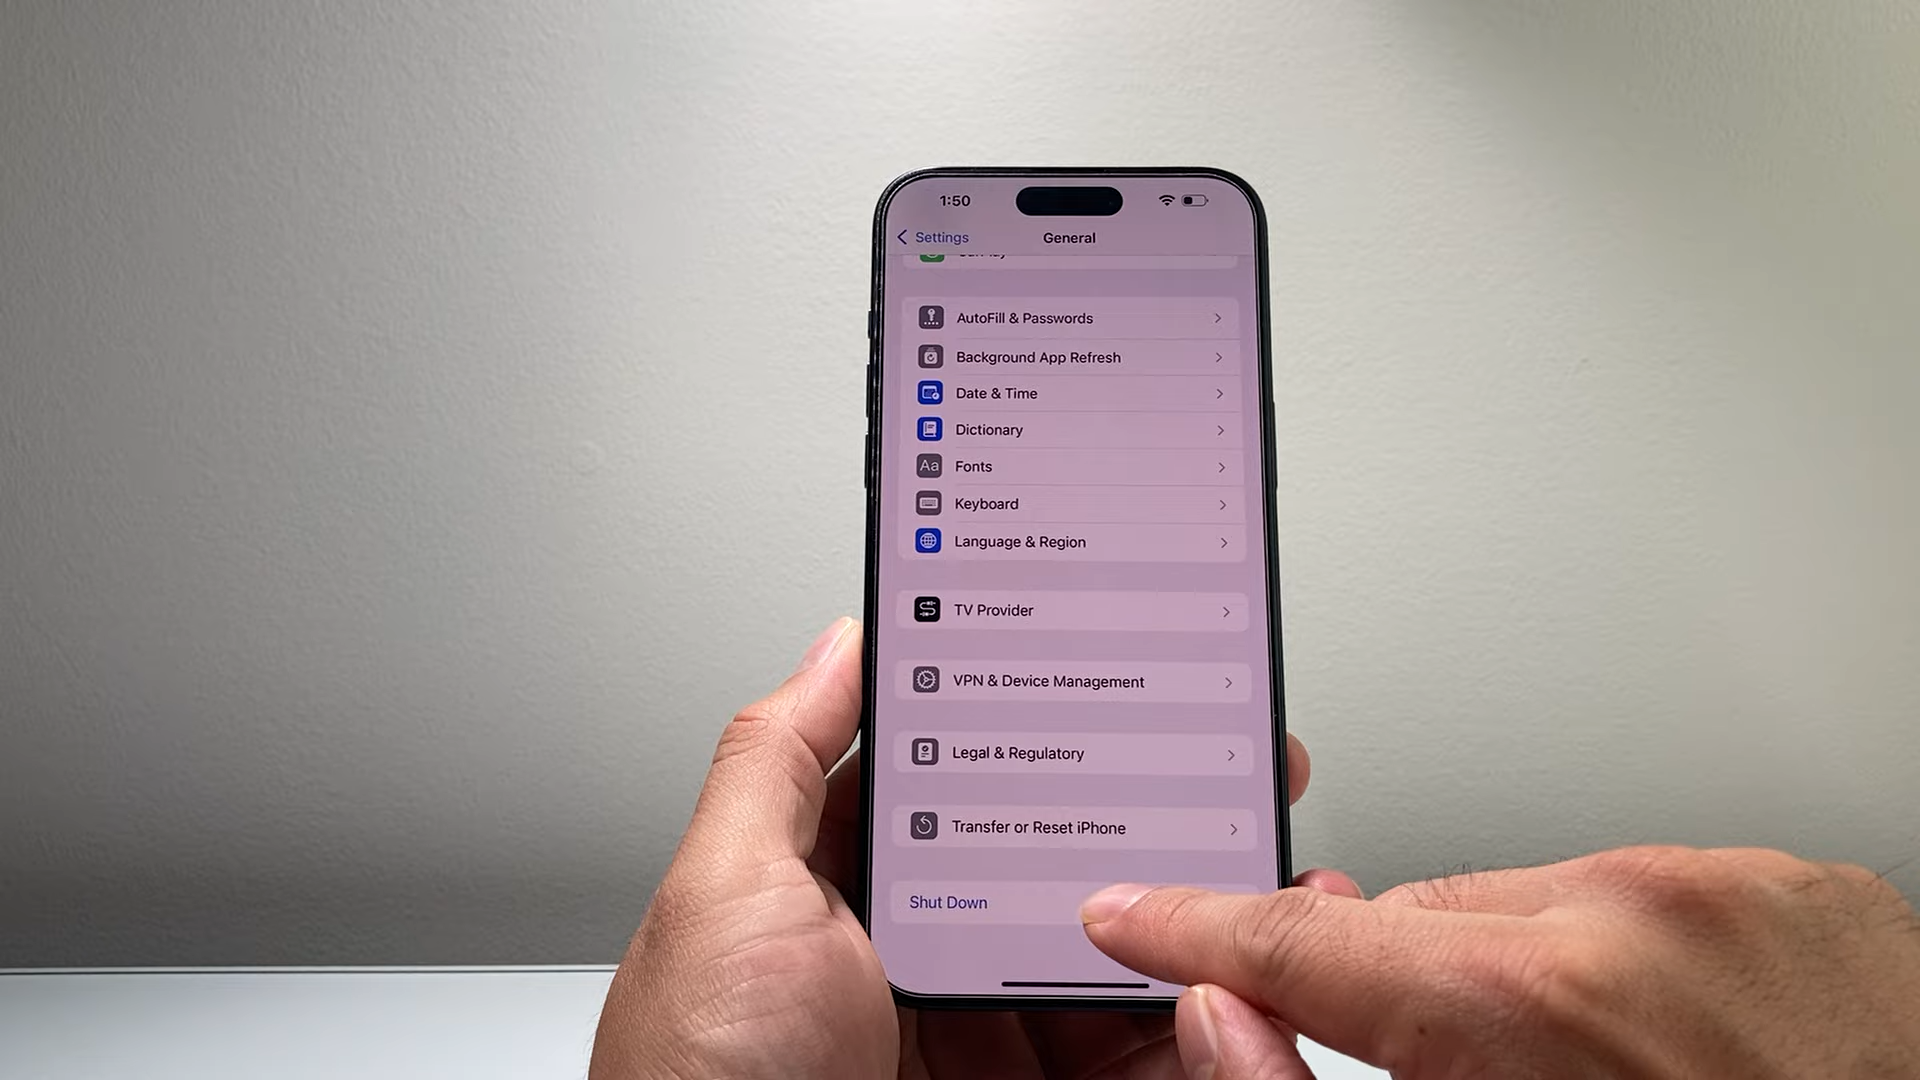 1:50
Settings
General
AutoFill & Passwords
Background App Refresh
Date & Time
Dictionary
Aa
Fonts
Keyboard
Language & Region
TV Provider
VPN & Device Management
Legal & Regulatory
Transfer or Reset iPhone
Shut Down